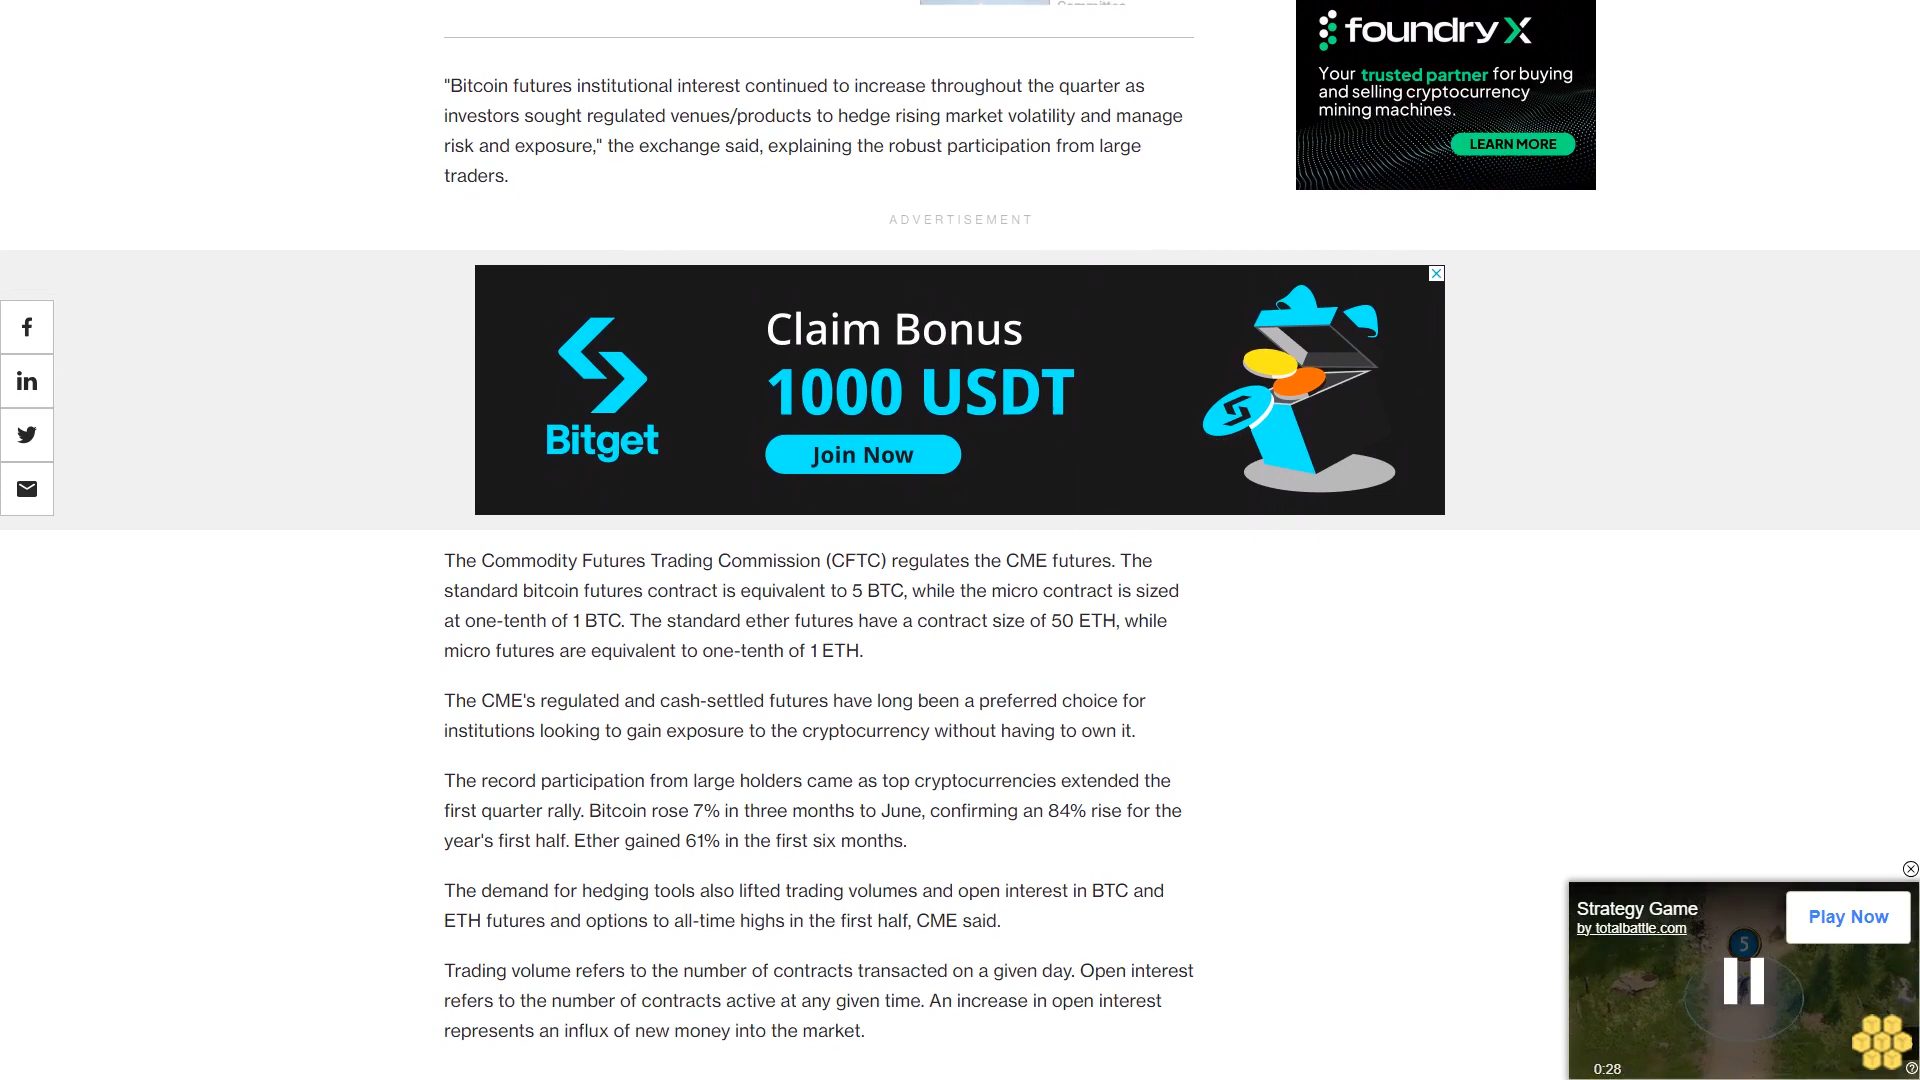 foundry X
Your trusted partner for buying
and selling cryptocurrency
mining machines.
LEARN MORE
"Bitcoin futures institutional interest continued to increase throughout the quarter as
investors sought regulated venues/products to hedge rising market volatility and manage
risk and exposure," the exchange said, explaining the robust participation from large
traders.
ADVERTISEMENT
Claim Bonus
1000 USDT
Join Now
Bitget
The Commodity Futures Trading Commission (CFTC) regulates the CME futures. The
standard bitcoin futures contract is equivalent to 5 BTC, while the micro contract is sized
at one-tenth of 1 BTC. The standard ether futures have a contract size of 50 ETH, while
micro futures are equivalent to one-tenth of 1 ETH.
The CME's regulated and cash-settled futures have long been a preferred choice for
institutions looking to gain exposure to the cryptocurrency without having to own it.
The record participation from large holders came as top cryptocurrencies extended the
first quarter rally. Bitcoin rose 7% in three months to June, confirming an 84% rise for the
year's first half. Ether gained 61% in the first six months.
The demand for hedging tools also lifted trading volumes and open interest in BTC and
ETH futures and options to all-time highs in the first half, CME said.
Trading volume refers to the number of contracts transacted on a given day. Open interest
refers to the number of contracts active at any given time. An increase in open interest
represents an influx of new money into the market.
Strategy Game
by totalbattle.com
Play Now
5
0:28